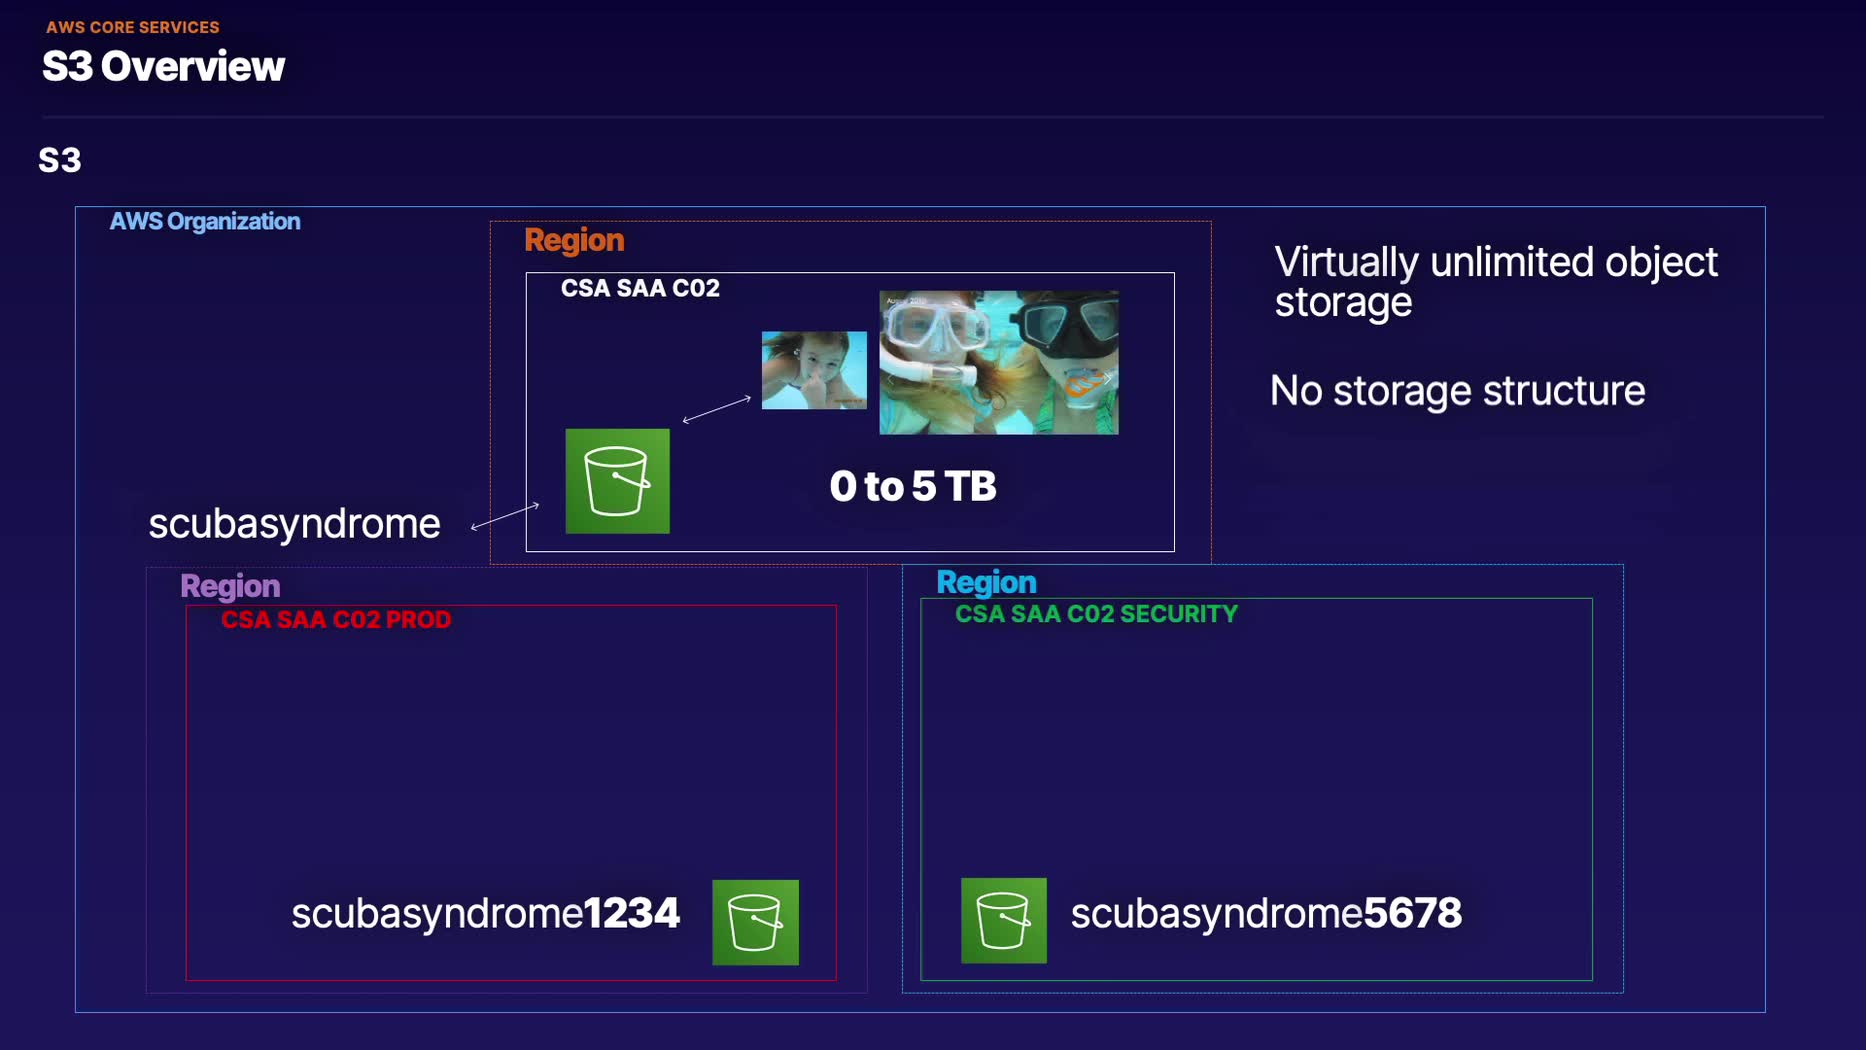 AWS CORE SERVICES
S3 Overview
S3
AWS Organization
Region
CSA SAA C02
Virtually unlimited object
storage
No storage structure
0 to 5 TB
scubasyndrome
Region
CSA SAA C02 PROD
scubasyndrome1234
Region
CSA SAA C02 SECURITY
scubasyndrome5678